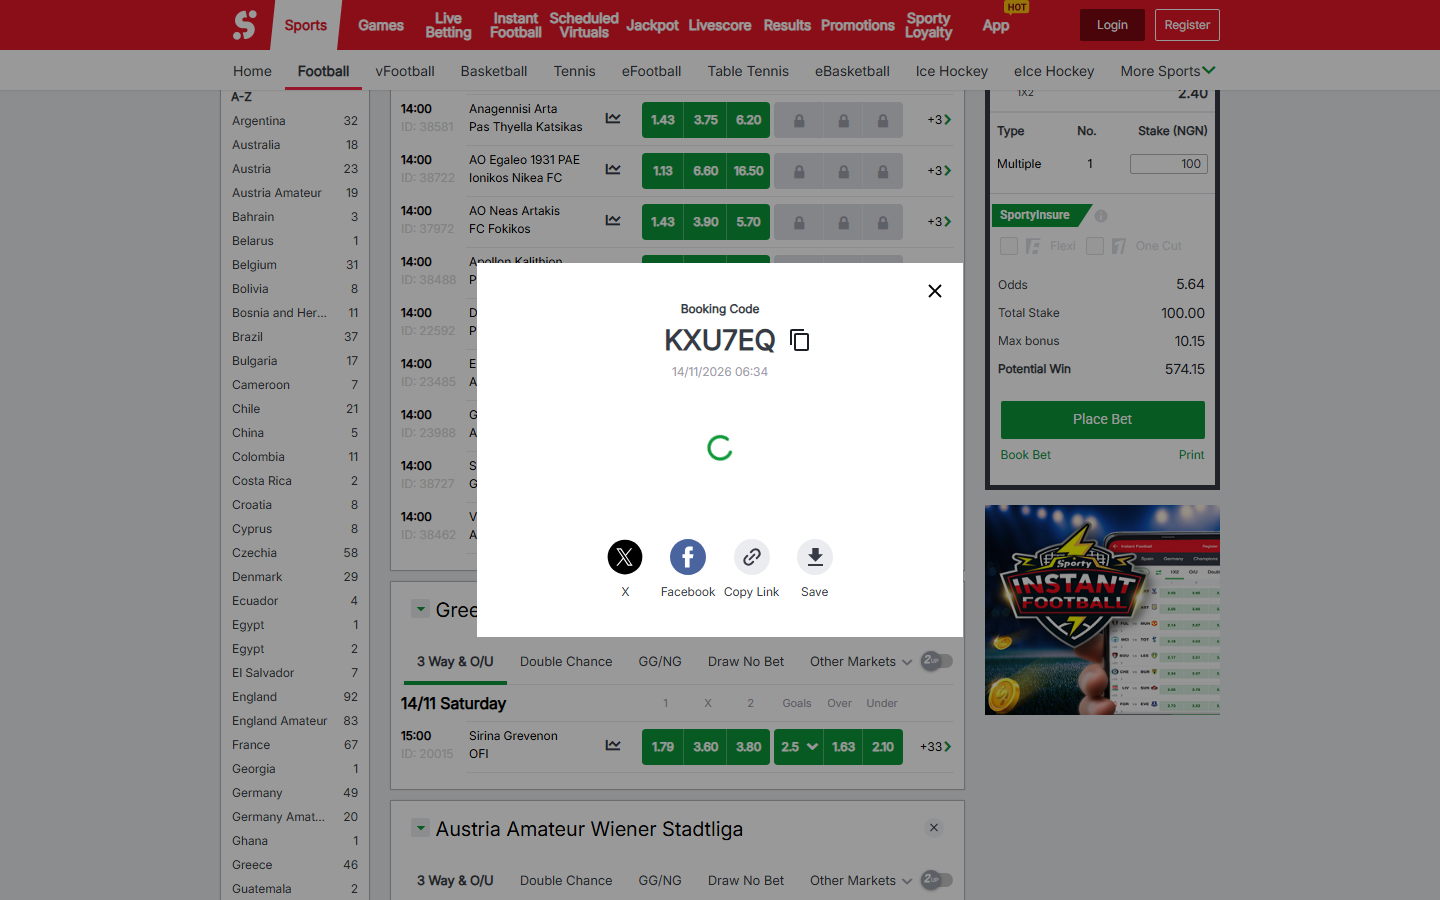 Sports
Games
Live Betting
Instant Football
Scheduled Virtuals
Jackpot
Livescore
Results
Promotions
Sporty Loyalty
App
HOT
Login
Register
Home
Football
vFootball
Basketball
Tennis
eFootball
Table Tennis
eBasketball
Ice Hockey
eIce Hockey
More Sports
A-Z
Argentina 32
Australia 18
Austria 23
Austria Amateur 19
Bahrain 3
Belarus 1
Belgium 31
Bolivia 8
Bosnia and Her... 11
Brazil 37
Bulgaria 17
Cameroon 7
Chile 21
China 5
Colombia 11
Costa Rica 2
Croatia 8
Cyprus 8
Czechia 58
Denmark 29
Ecuador 4
Egypt 1
Egypt 2
El Salvador 7
England 92
England Amateur 83
France 67
Georgia 1
Germany 49
Germany Amat... 20
Ghana 1
Greece 46
Guatemala 2
14:00 Anagennisi Arta
ID: 38581 Pas Thyella Katsikas
1.43 3.75 6.20 +3
14:00 AO Egaleo 1931 PAE
ID: 38722 Ionikos Nikea FC
1.13 6.60 16.50 +3
14:00 AO Neas Artakis
ID: 37972 FC Fokikos
1.43 3.90 5.70 +3
14:00 Apollon Kalithion
ID: 38488 P
14:00 D
ID: 22592 P
14:00 E
ID: 23485 A
14:00 G
ID: 23988 A
14:00 S
ID: 38727 G
14:00 V
ID: 38462 A
Booking Code
KXU7EQ
14/11/2026 06:34
X
Facebook
Copy Link
Save
Gree
3 Way & O/U Double Chance GG/NG Draw No Bet Other Markets 2UP
14/11 Saturday 1 X 2 Goals Over Under
15:00 Sirina Grevenon
ID: 20015 OFI
1.79 3.60 3.80 2.5 1.63 2.10 +33
Austria Amateur Wiener Stadtliga
3 Way & O/U Double Chance GG/NG Draw No Bet Other Markets 2UP
1X2 2.40
Type No. Stake (NGN)
Multiple 1 100
SportyInsure
Flexi
One Cut
Odds 5.64
Total Stake 100.00
Max bonus 10.15
Potential Win 574.15
Place Bet
Book Bet Print
Sporty
INSTANT
FOOTBALL